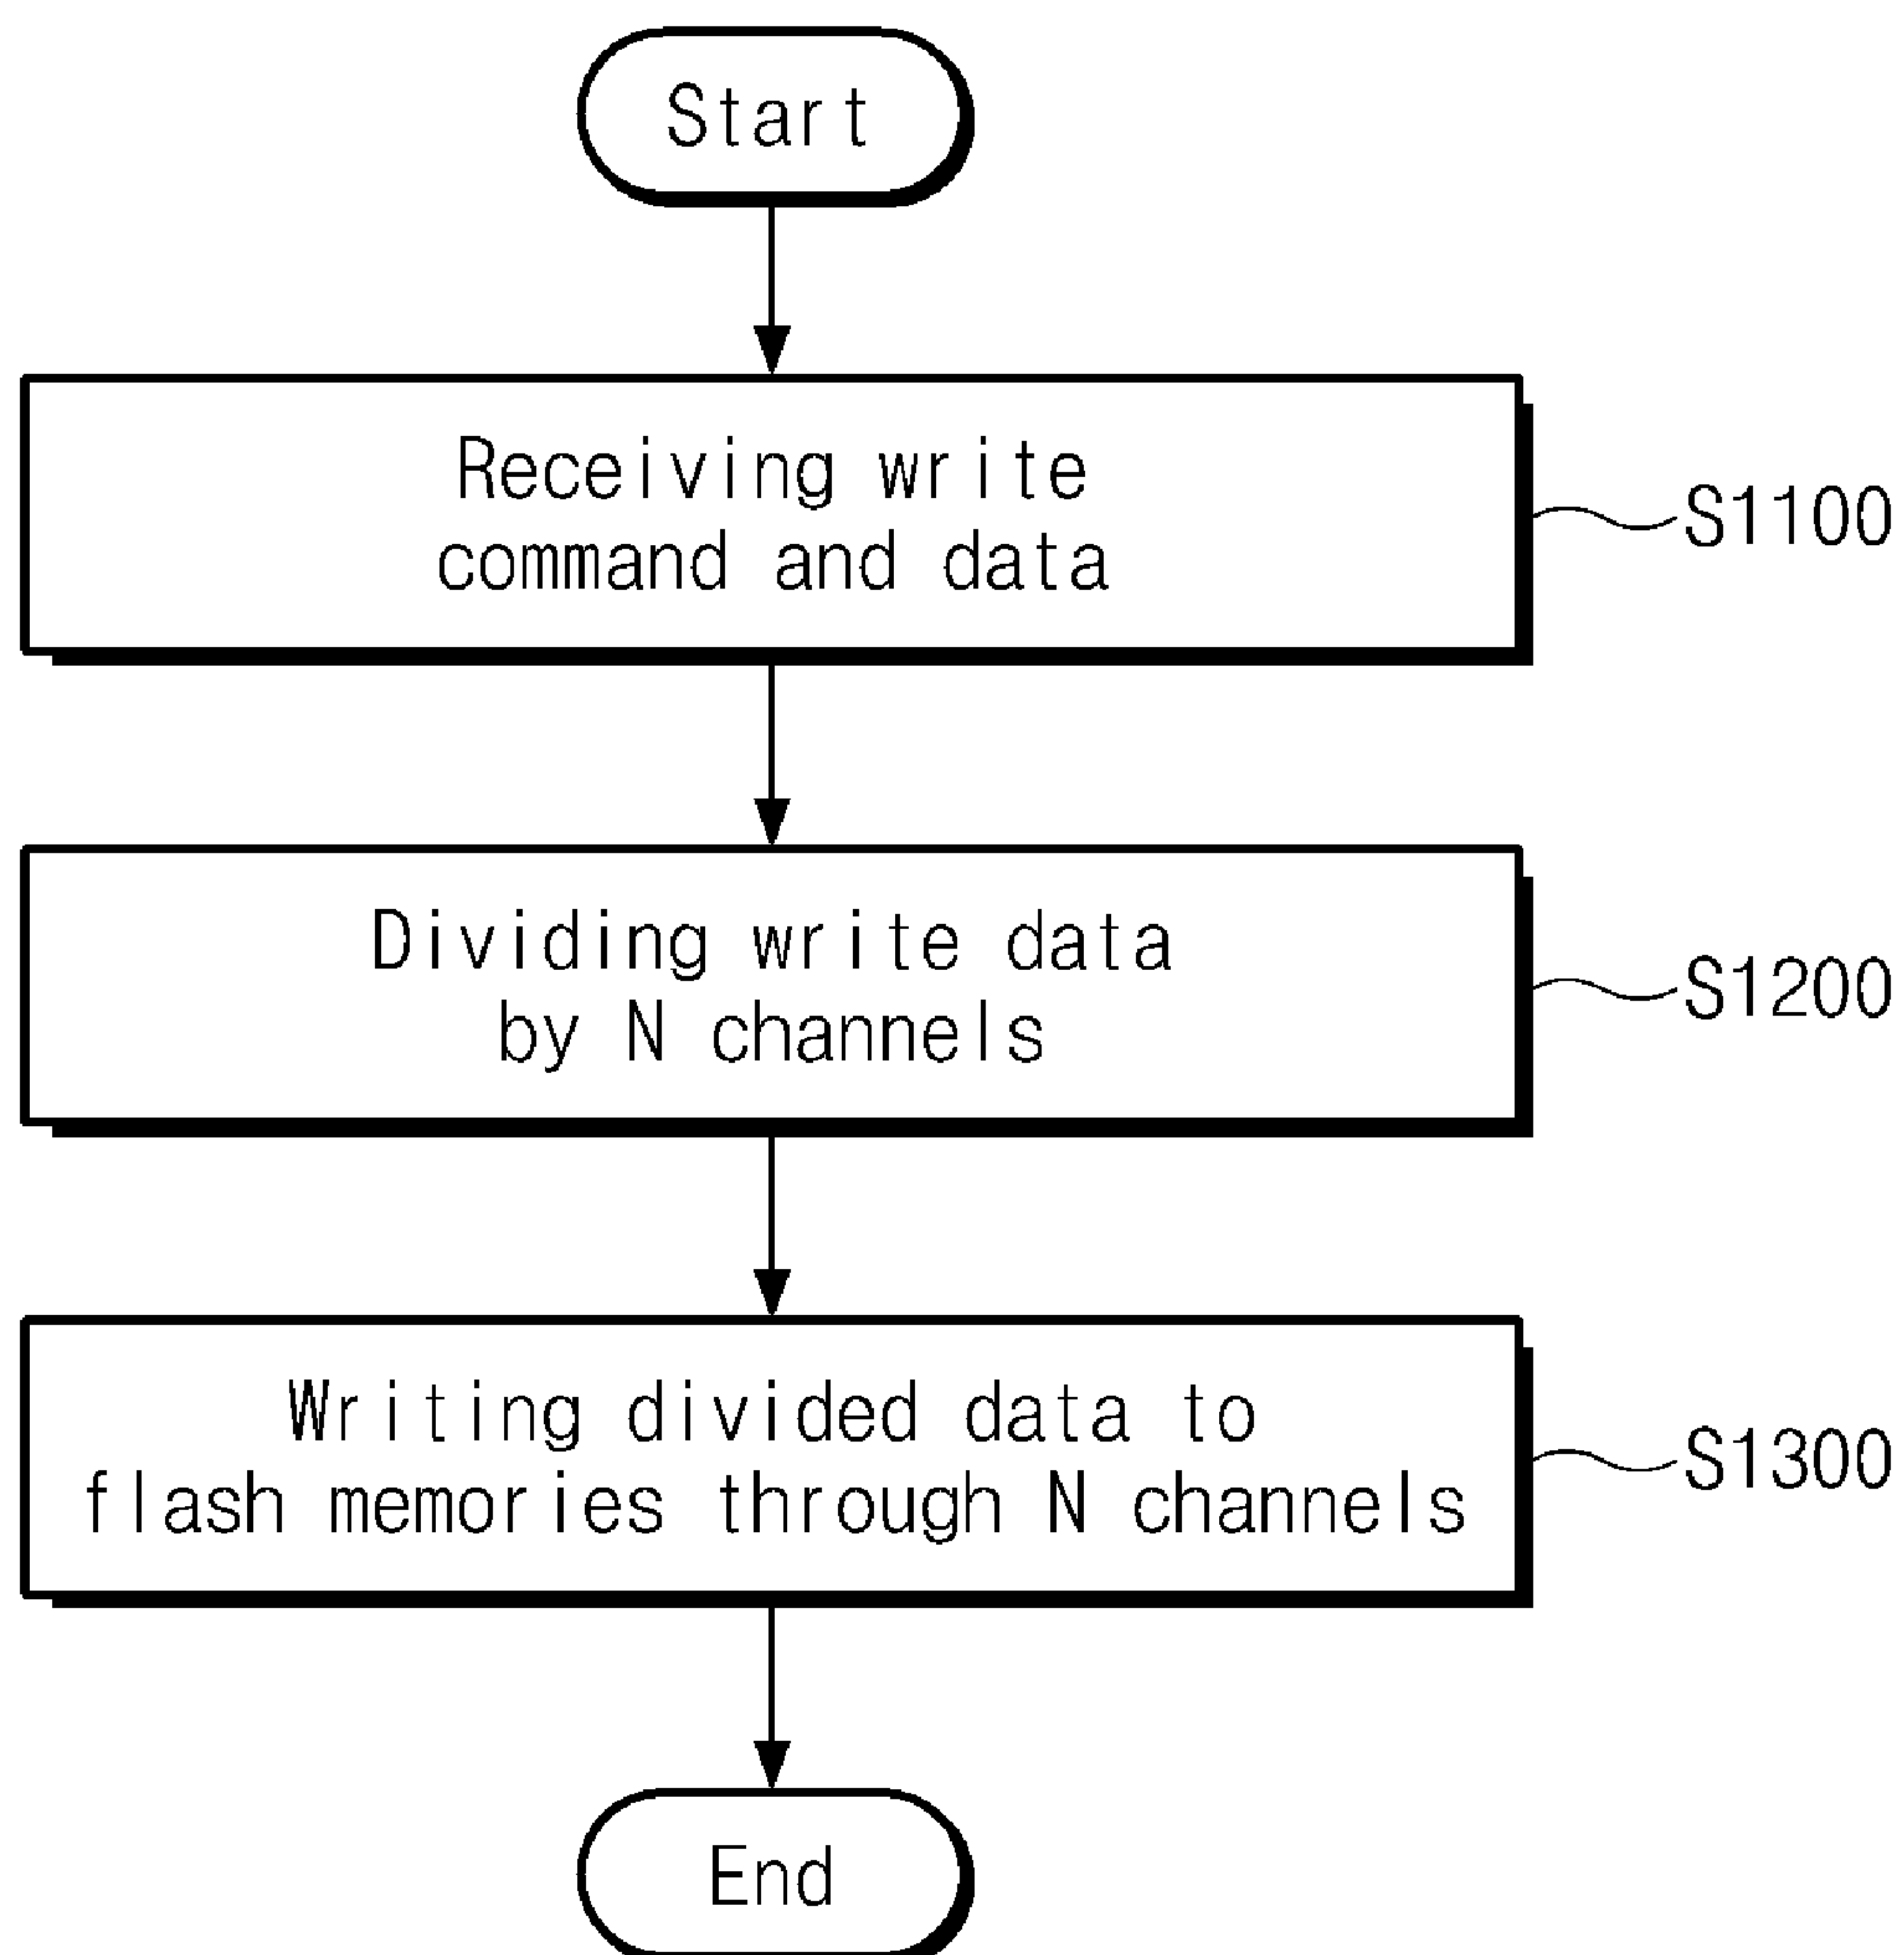 Start
Receiving write
command and data
S1100
Dividing write data
by N channels
S1200
Writing divided data to
flash memories through N channels
S1300
End